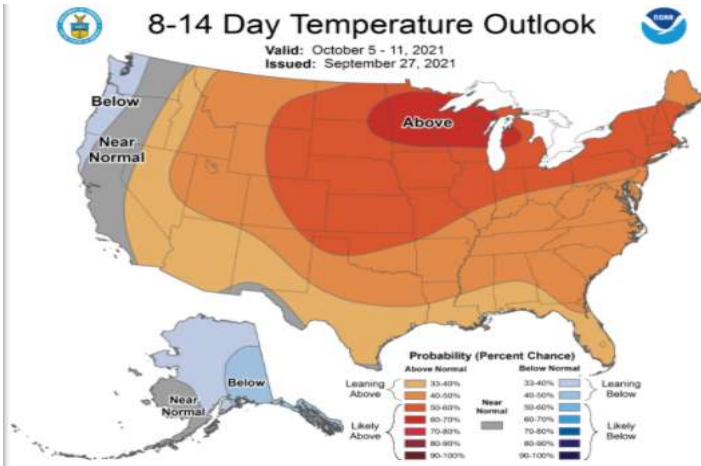 8-14 Day Temperature Outlook
Valid: October 5 - 11, 2021
Issued: September 27, 2021
NOAA
Below
Near
Normal
Above
Below
Near
Normal
Probability (Percent Chance)
Above Normal
Below Normal
Leaning
Above
33-40%
40-50%
Likely
Above
50-60%
60-70%
70-80%
80-90%
90-100%
Near
Normal
33-40%
40-50%
Leaning
Below
50-60%
60-70%
70-80%
80-90%
90-100%
Likely
Below